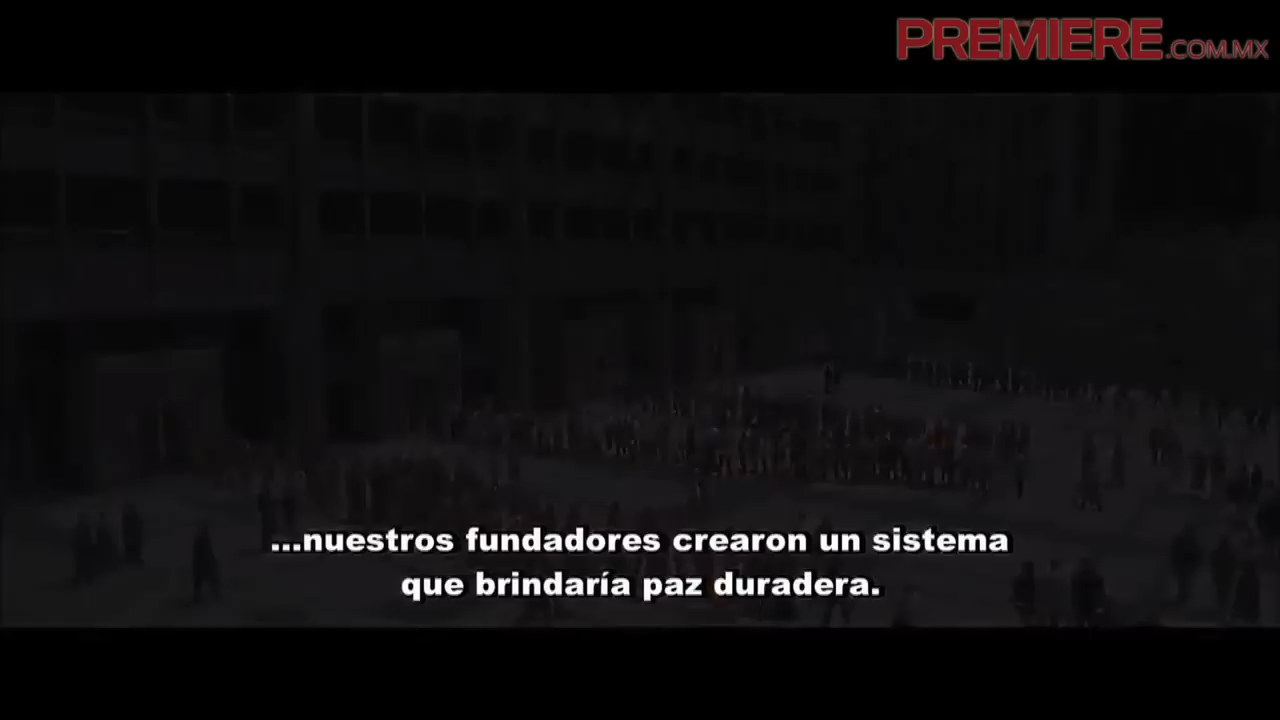 PREMIERE.COM.MX
...nuestros fundadores crearon un sistema
que brindaría paz duradera.